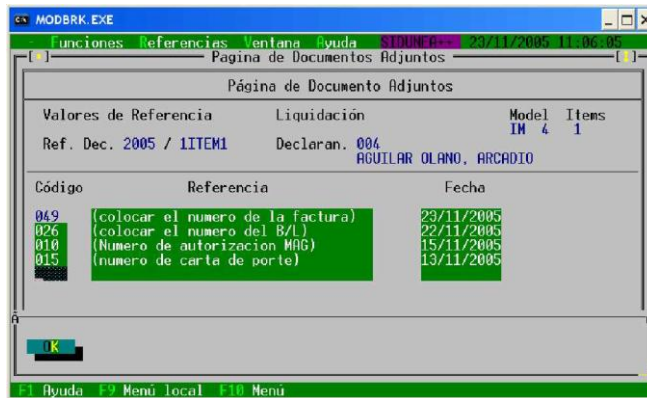 MODBRK.EXE
Funciones Referencias Ventana Ayuda SIDUNEA++ 23/11/2005 11:06:05
Pagina de Documentos Adjuntos
Página de Documento Adjuntos
Valores de Referencia Liquidación Model Items
IM 4 1
Ref. Dec. 2005 / 1ITEM1 Declaran. 004
AGUILAR OLANO, ARCADIO
Código Referencia Fecha
049 (colocar el numero de la factura) 23/11/2005
026 (colocar el numero del B/L) 22/11/2005
010 (Numero de autorizacion MAG) 15/11/2005
015 (numero de carta de porte) 13/11/2005
OK
F1 Ayuda F9 Menú local F10 Menú